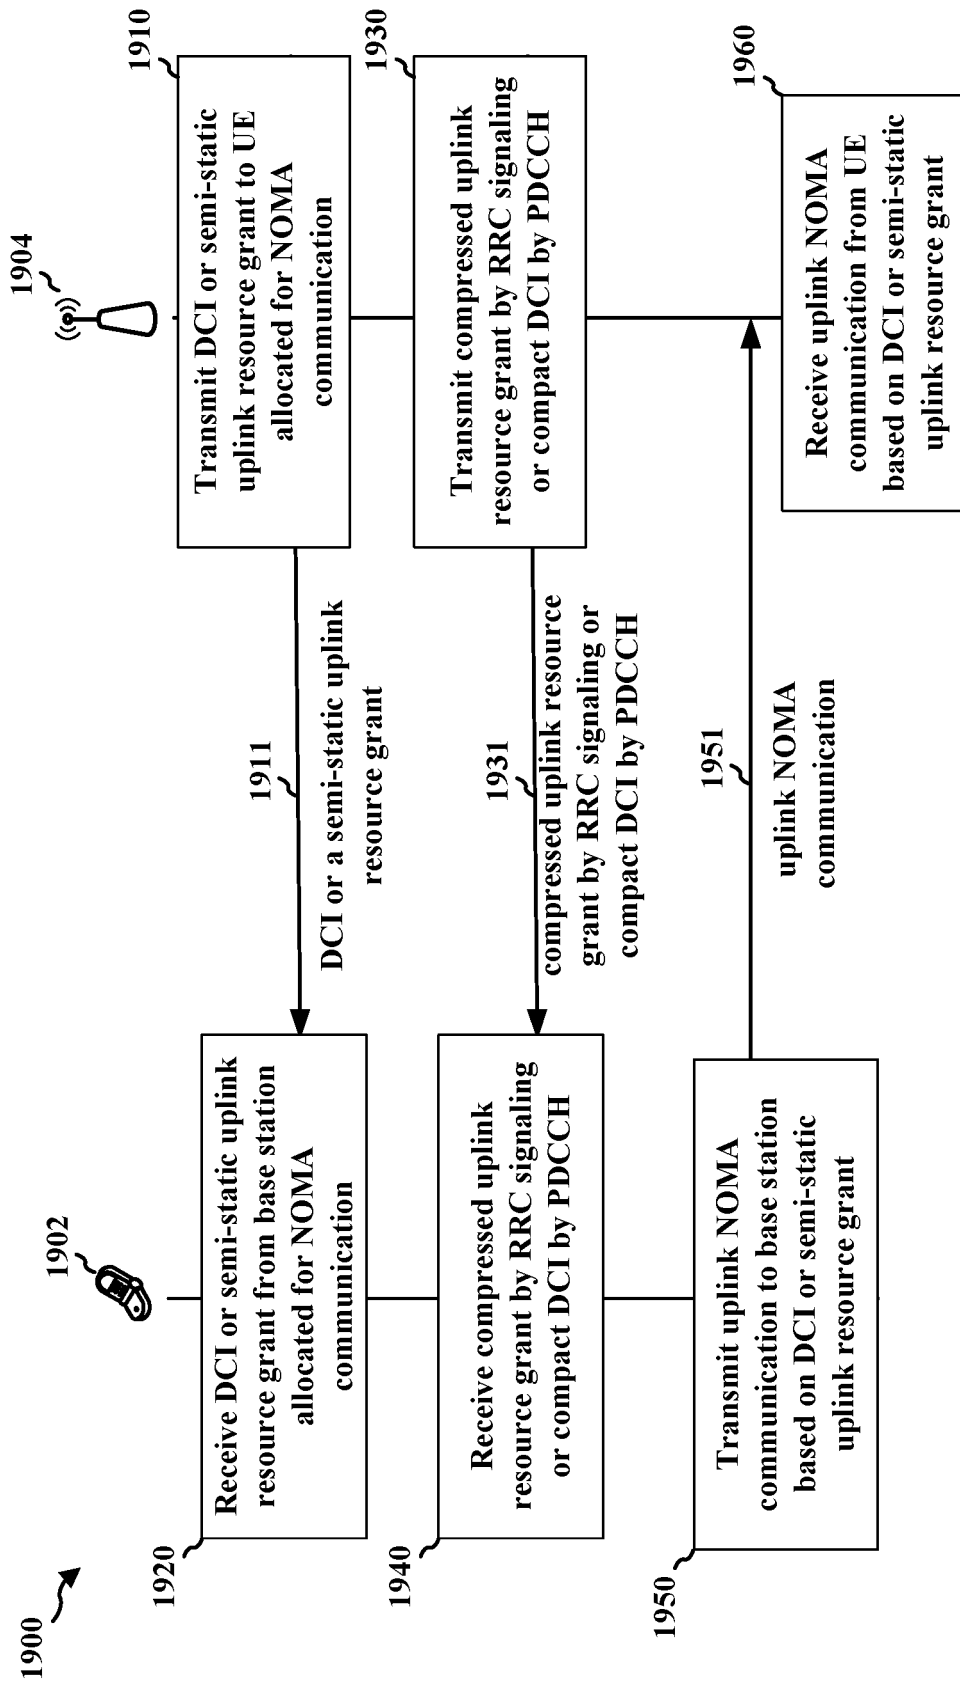 1900
1902
1904
1910
Transmit DCI or semi-static
uplink resource grant to UE
allocated for NOMA
communication
1911
DCI or a semi-static uplink
resource grant
1920
Receive DCI or semi-static uplink
resource grant from base station
allocated for NOMA
communication
1930
Transmit compressed uplink
resource grant by RRC signaling
or compact DCI by PDCCH
1931
compressed uplink resource
grant by RRC signaling or
compact DCI by PDCCH
1940
Receive compressed uplink
resource grant by RRC signaling
or compact DCI by PDCCH
1950
Transmit uplink NOMA
communication to base station
based on DCI or semi-static
uplink resource grant
1951
uplink NOMA
communication
1960
Receive uplink NOMA
communication from UE
based on DCI or semi-static
uplink resource grant